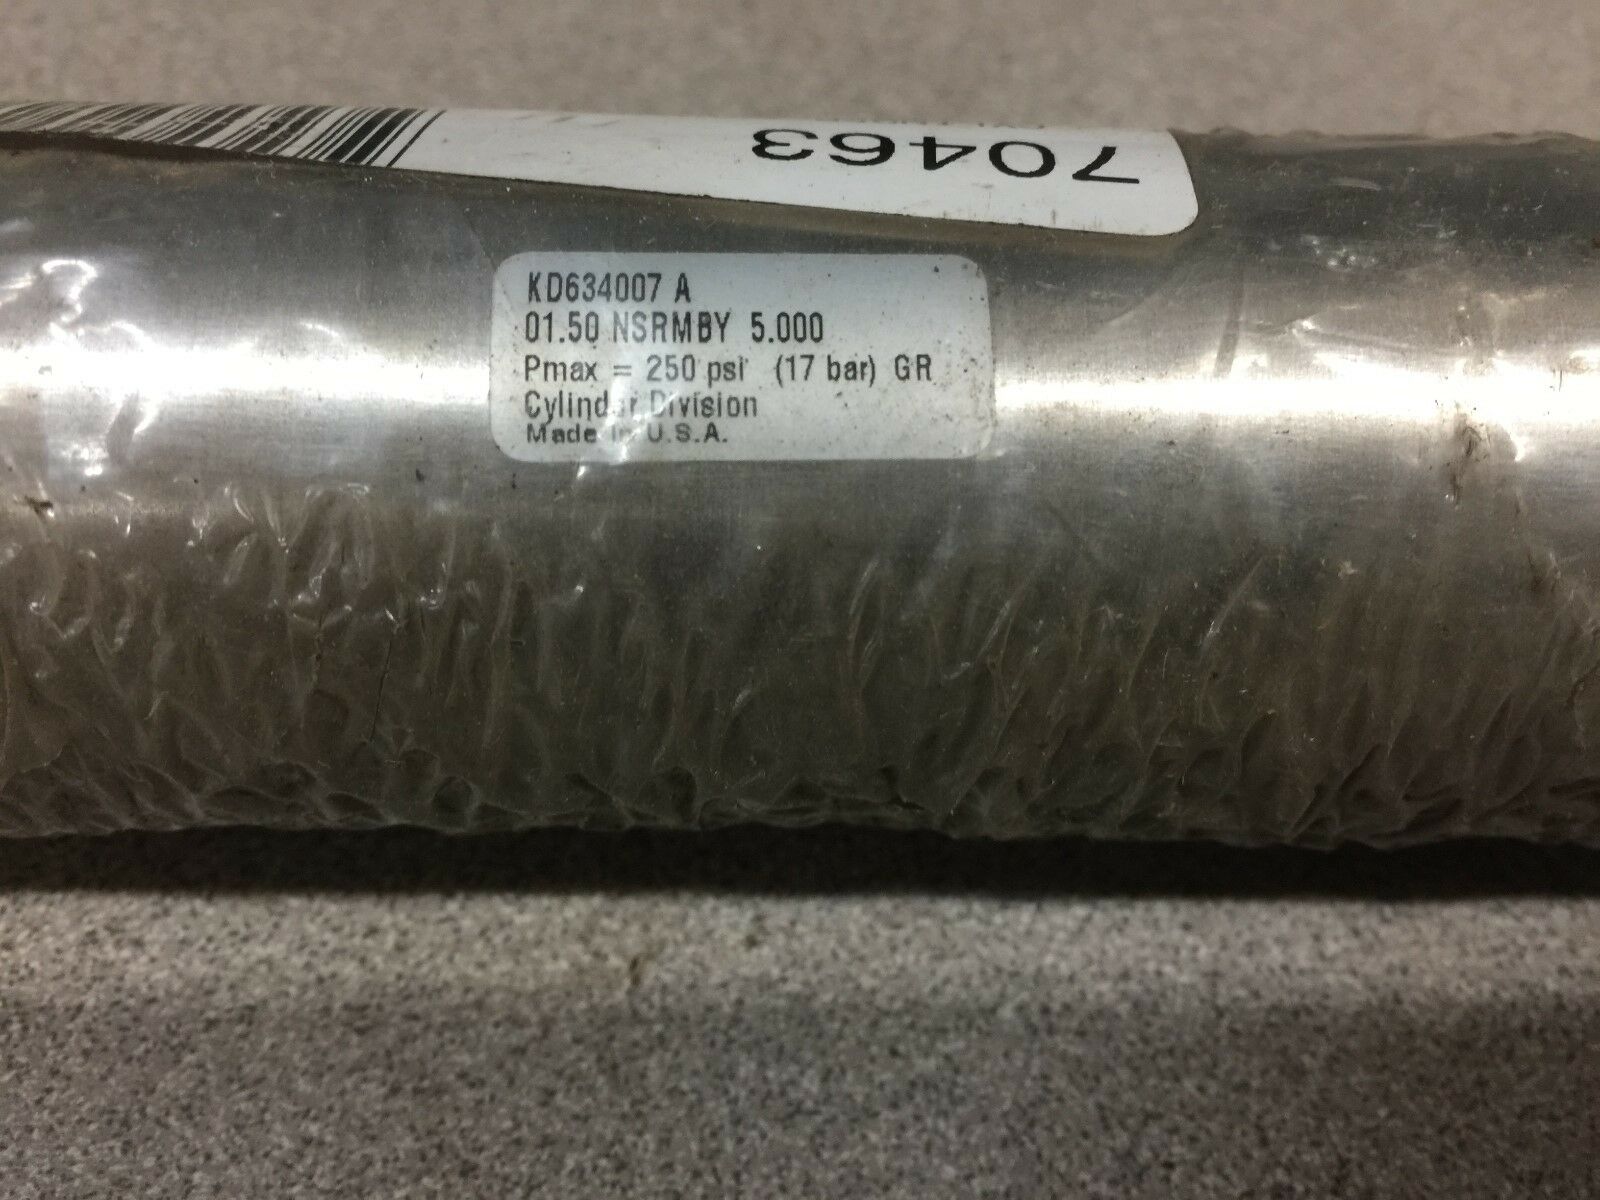 70463
KD634007 A
01.50 NSRMBY 5.000
Pmax = 250 psi (17 bar) GR
Cylinder Division
Made in U.S.A.